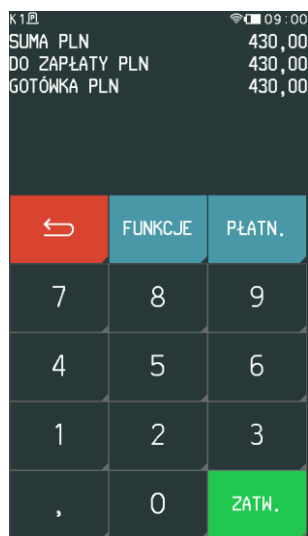 K1 P 09:00
SUMA PLN 430,00
DO ZAPŁATY PLN 430,00
GOTÓWKA PLN 430,00
FUNKCJE PŁATN.
7 8 9
4 5 6
1 2 3
, 0 ZATW.